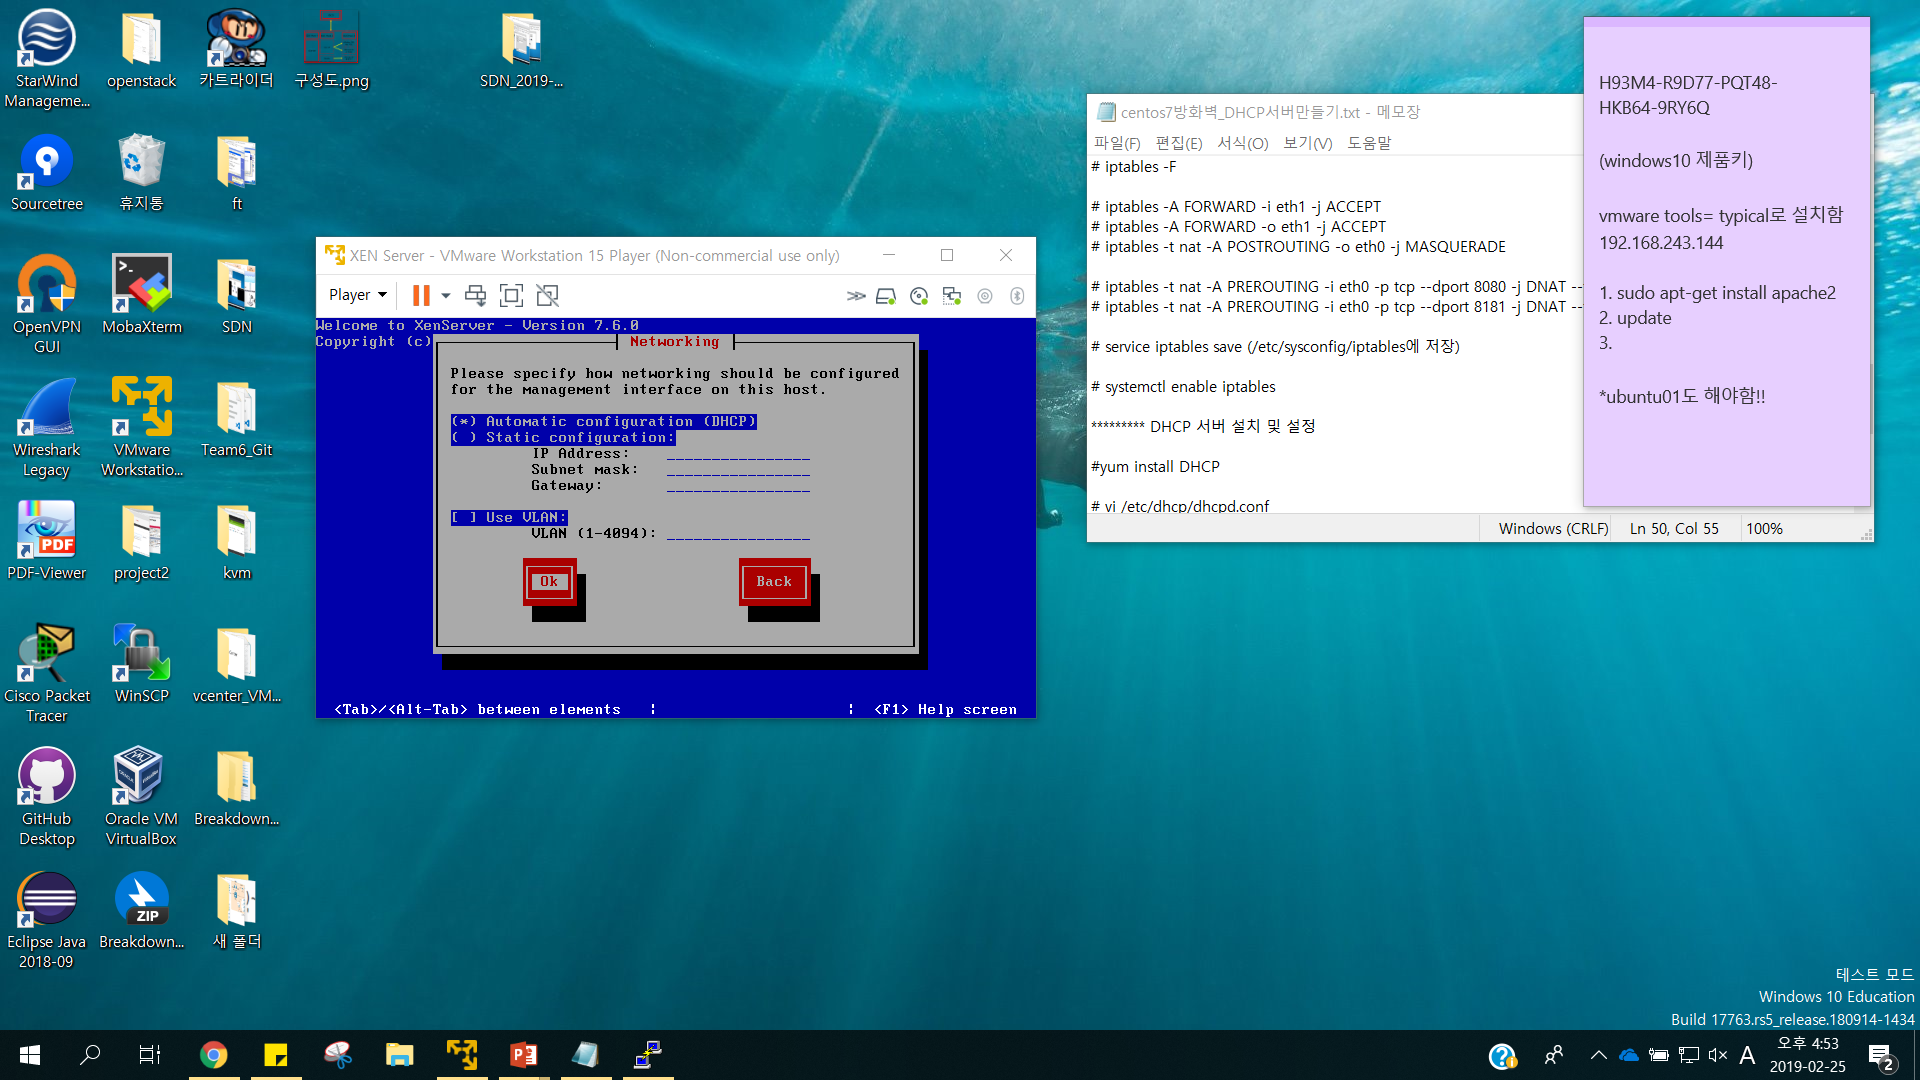 StarWind
Manageme...
openstack
카트라이더
구성도.png
SDN_2019-...
Sourcetree
휴지통
ft
OpenVPN
GUI
MobaXterm
SDN
Wireshark
Legacy
VMware
Workstatio...
Team6_Git
PDF
PDF-Viewer
project2
kvm
Cisco Packet
Tracer
WinSCP
vcenter_VM...
GitHub
Desktop
Oracle VM
VirtualBox
Breakdown...
Eclipse Java
2018-09
ZIP
Breakdown...
새 폴더
XEN Server - VMware Workstation 15 Player (Non-commercial use only)
Player
Welcome to XenServer - Version 7.6.0
Copyright (c)
Networking
Please specify how networking should be configured
for the management interface on this host.
(*) Automatic configuration (DHCP)
( ) Static configuration:
IP Address: ________________
Subnet mask: ________________
Gateway: ________________
[ ] Use VLAN:
VLAN (1-4094): ________________
Ok
Back
<Tab>/<Alt-Tab> between elements ¦ ¦ <F1> Help screen
centos7방화벽_DHCP서버만들기.txt - 메모장
파일(F) 편집(E) 서식(O) 보기(V) 도움말
# iptables -F
# iptables -A FORWARD -i eth1 -j ACCEPT
# iptables -A FORWARD -o eth1 -j ACCEPT
# iptables -t nat -A POSTROUTING -o eth0 -j MASQUERADE
# iptables -t nat -A PREROUTING -i eth0 -p tcp --dport 8080 -j DNAT --
# iptables -t nat -A PREROUTING -i eth0 -p tcp --dport 8181 -j DNAT --
# service iptables save (/etc/sysconfig/iptables에 저장)
# systemctl enable iptables
********* DHCP 서버 설치 및 설정
#yum install DHCP
# vi /etc/dhcp/dhcpd.conf
Windows (CRLF)
Ln 50, Col 55
100%
H93M4-R9D77-PQT48-
HKB64-9RY6Q
(windows10 제품키)
vmware tools= typical로 설치함
192.168.243.144
1. sudo apt-get install apache2
2. update
3.
*ubuntu01도 해야함!!
테스트 모드
Windows 10 Education
Build 17763.rs5_release.180914-1434
A
오후 4:53
2019-02-25
2